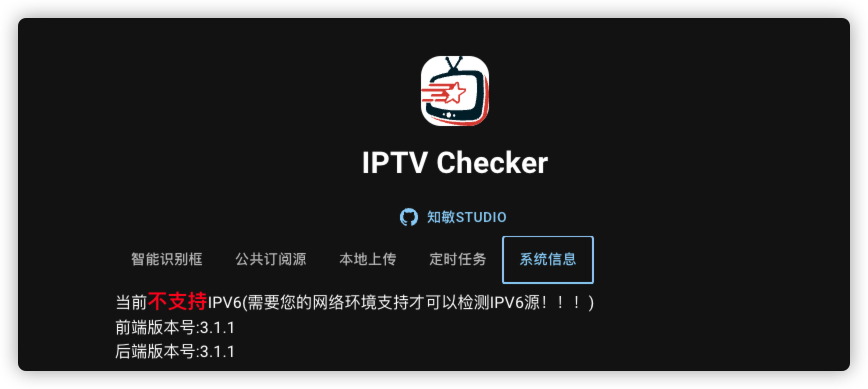 IPTV Checker
知敏STUDIO
智能识别框 公共订阅源 本地上传 定时任务 系统信息
当前不支持IPV6(需要您的网络环境支持才可以检测IPV6源！！！)
前端版本号:3.1.1
后端版本号:3.1.1